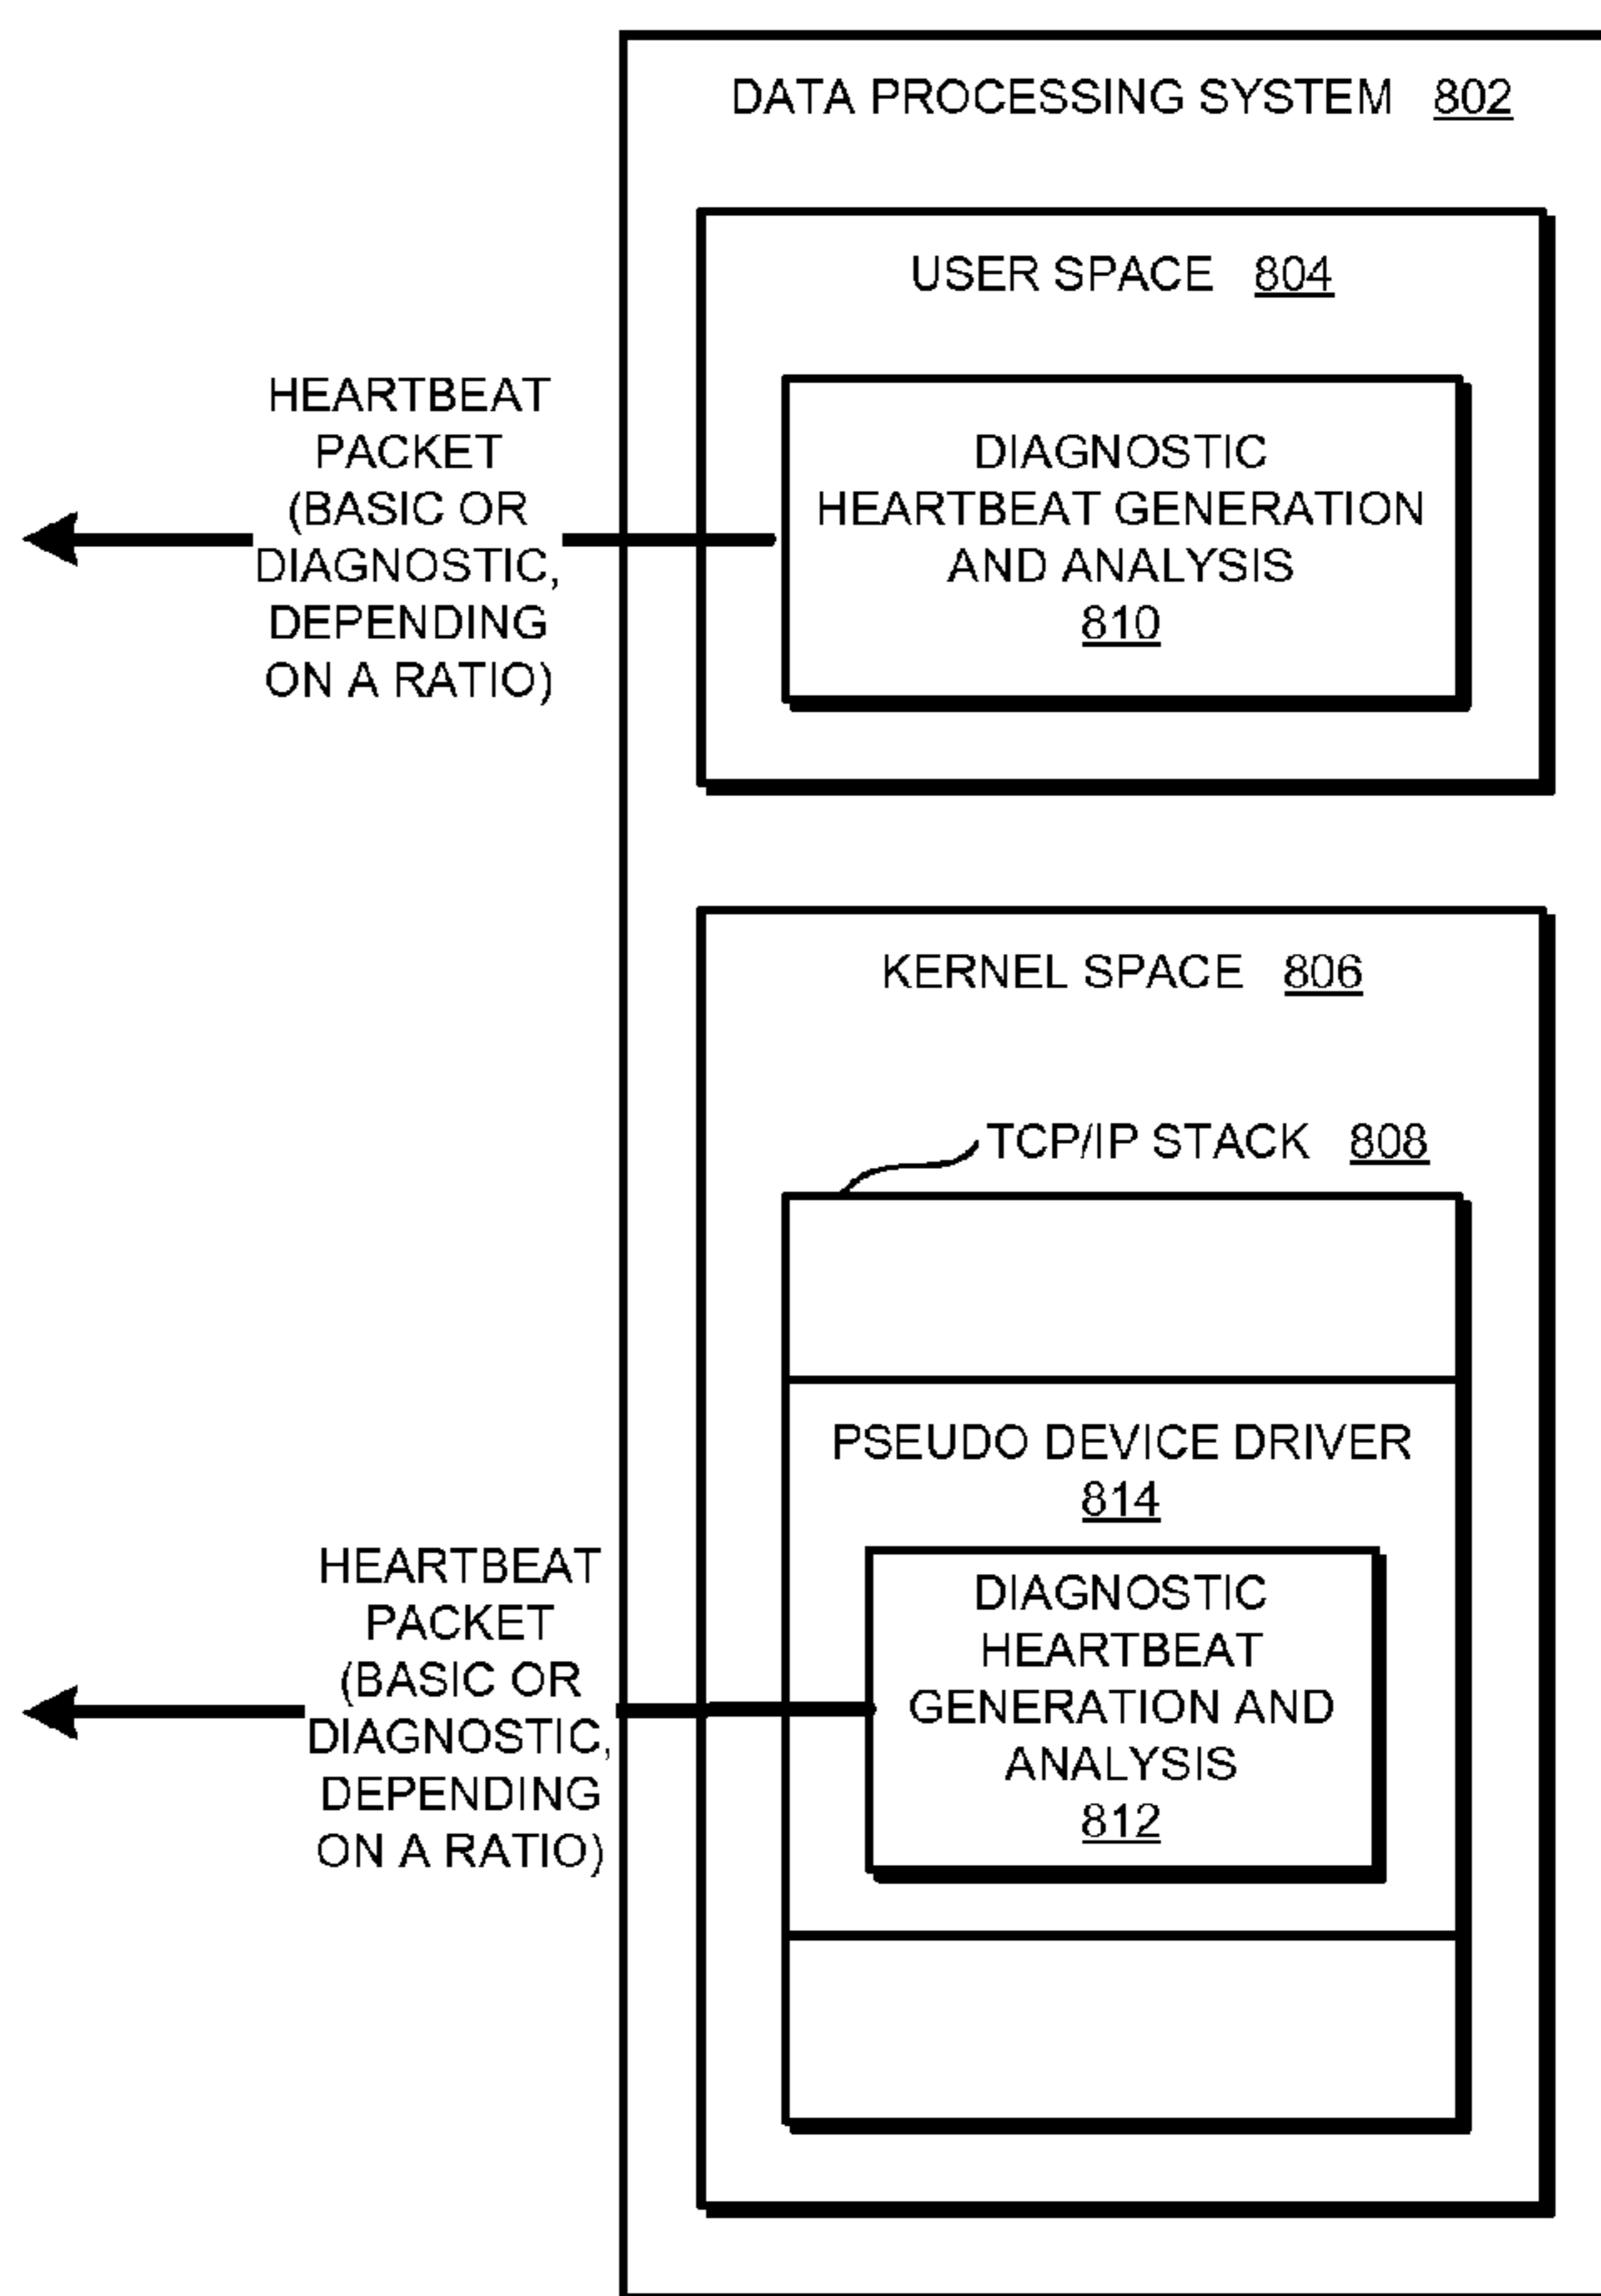 DATA PROCESSING SYSTEM 802
USER SPACE 804
HEARTBEAT
PACKET
(BASIC OR
DIAGNOSTIC,
DEPENDING
ON A RATIO)
DIAGNOSTIC
HEARTBEAT GENERATION
AND ANALYSIS
810
KERNEL SPACE 806
TCP/IP STACK 808
PSEUDO DEVICE DRIVER
814
HEARTBEAT
PACKET
(BASIC OR
DIAGNOSTIC,
DEPENDING
ON A RATIO)
DIAGNOSTIC
HEARTBEAT
GENERATION AND
ANALYSIS
812